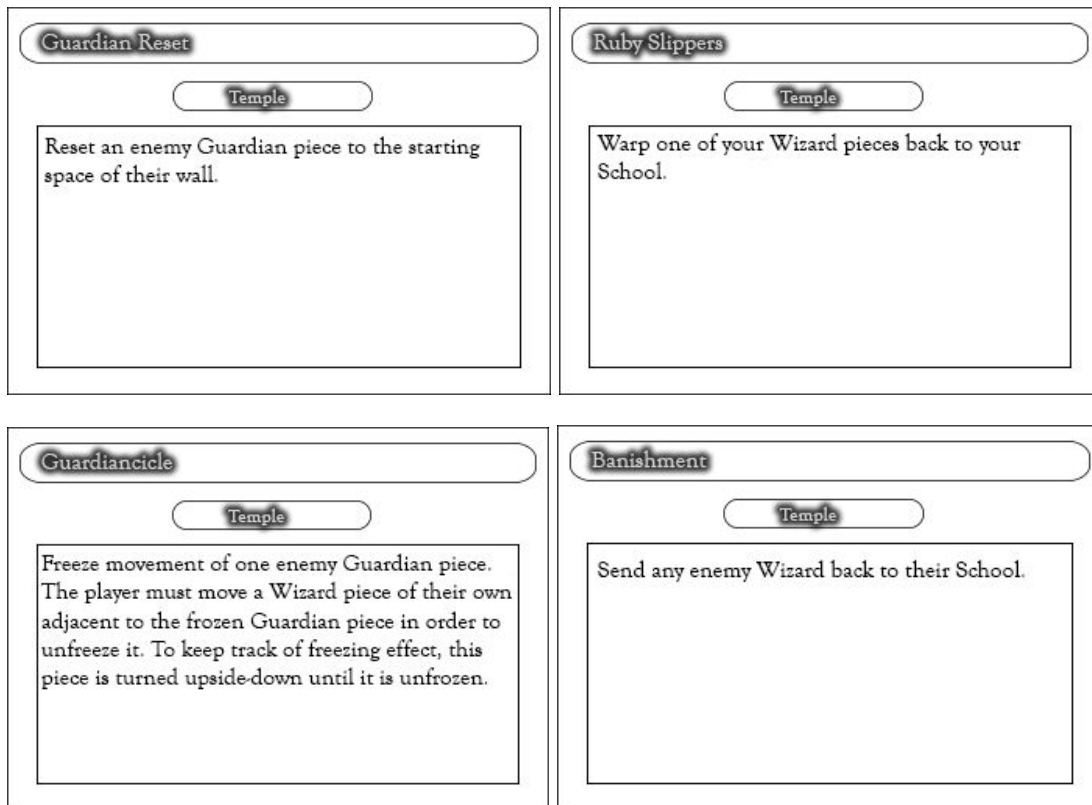 Guardian Reset
Temple
Reset an enemy Guardian piece to the starting
space of their wall.
Ruby Slippers
Temple
Warp one of your Wizard pieces back to your
School.
Guardiancicle
Temple
Freeze movement of one enemy Guardian piece.
The player must move a Wizard piece of their own
adjacent to the frozen Guardian piece in order to
unfreeze it. To keep track of freezing effect, this
piece is turned upside-down until it is unfrozen.
Banishment
Temple
Send any enemy Wizard back to their School.